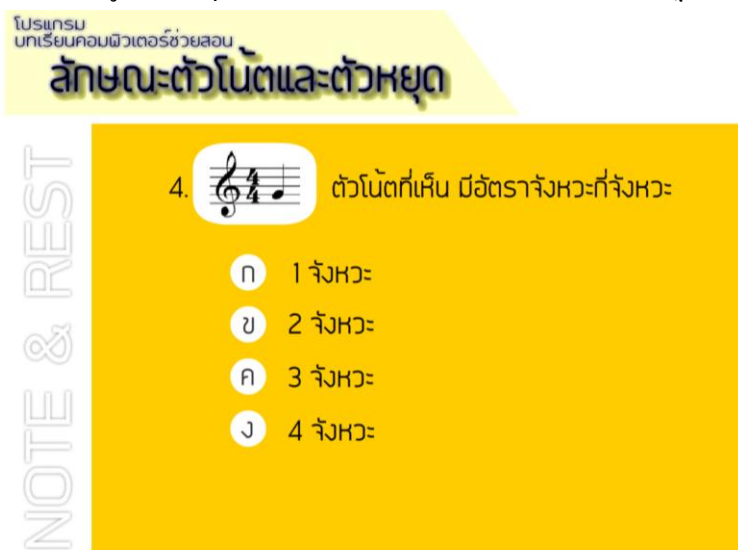 โปรแกรม
บทเรียนคอมพิวเตอร์ช่วยสอน
ลักษณะตัวโน้ตและตัวหยุด
NOTE & REST
4. 4 4 ตัวโน้ตที่เห็น มีอัตราจังหวะกี่จังหวะ
ก 1 จังหวะ
ข 2 จังหวะ
ค 3 จังหวะ
ง 4 จังหวะ